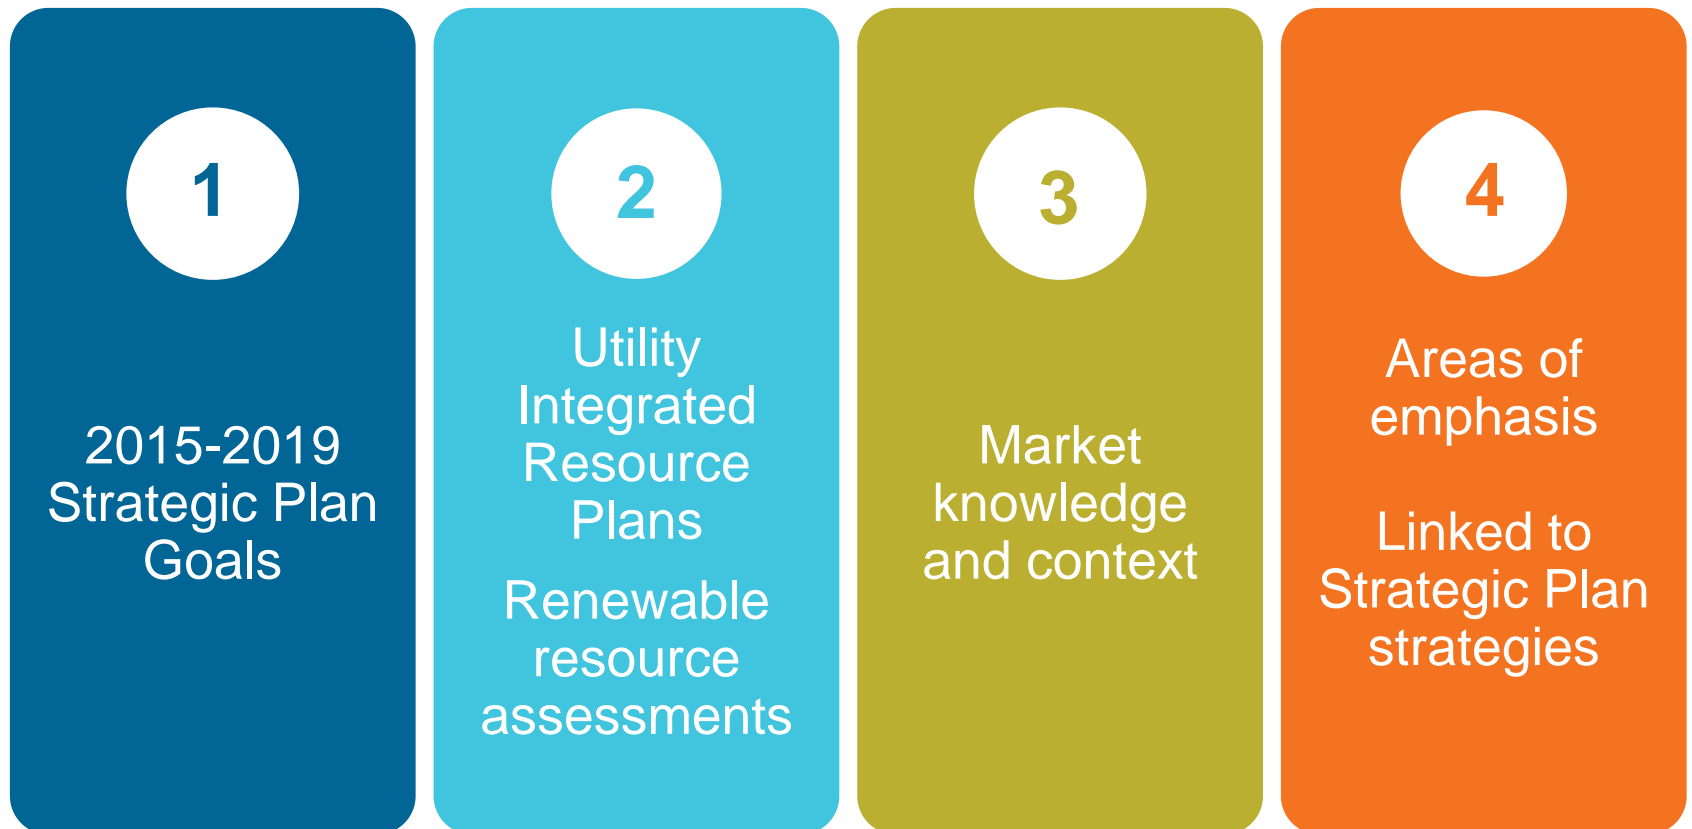 1
2015-2019
Strategic Plan
Goals
2
Utility
Integrated
Resource
Plans
Renewable
resource
assessments
3
Market
knowledge
and context
4
Areas of
emphasis
Linked to
Strategic Plan
strategies